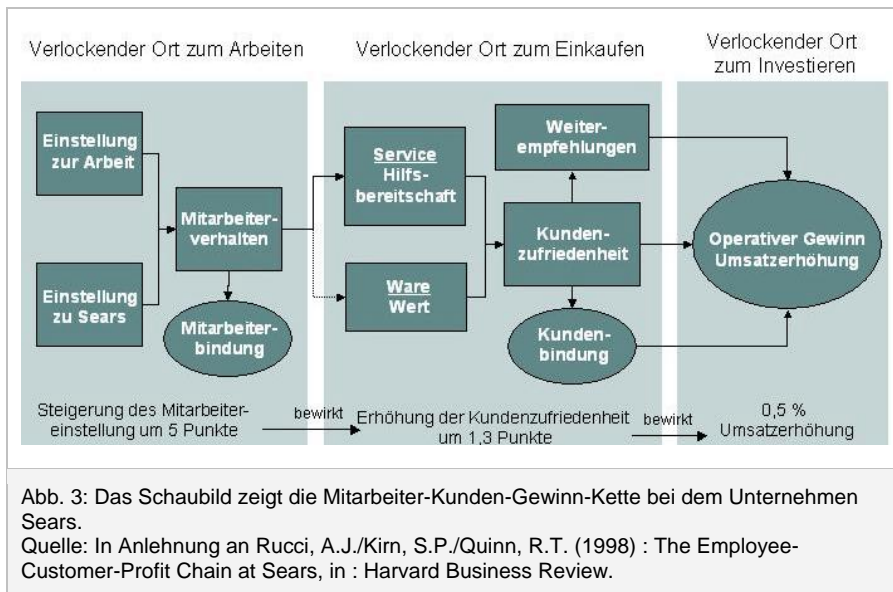 Verlockender Ort zum Arbeiten
Verlockender Ort zum Einkaufen
Verlockender Ort
zum Investieren
Einstellung
zur Arbeit
Einstellung
zu Sears
Mitarbeiter-
verhalten
Mitarbeiter-
bindung
Service
Hilfs-
bereitschaft
Ware
Wert
Weiter-
empfehlungen
Kunden-
zufriedenheit
Kunden-
bindung
Operativer Gewinn
Umsatzerhöhung
Steigerung des Mitarbeiter-
einstellung um 5 Punkte
bewirkt
Erhöhung der Kundenzufriedenheit
um 1,3 Punkte
bewirkt
0,5 %
Umsatzerhöhung
Abb. 3: Das Schaubild zeigt die Mitarbeiter-Kunden-Gewinn-Kette bei dem Unternehmen
Sears.
Quelle: In Anlehnung an Rucci, A.J./Kirn, S.P./Quinn, R.T. (1998) : The Employee-
Customer-Profit Chain at Sears, in : Harvard Business Review.